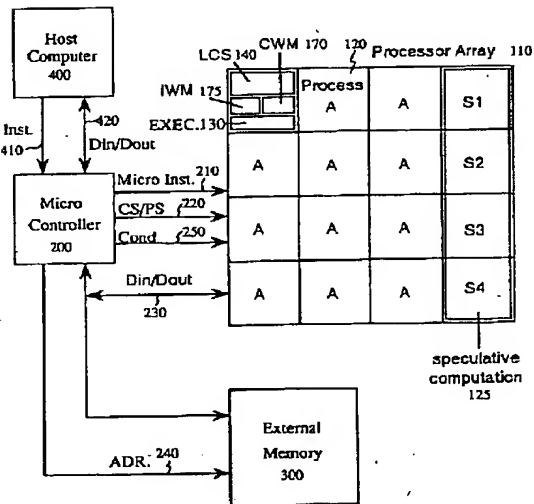 Host
Computer
400
Inst.
410
420
Din/Dout
Micro
Controller
200
Micro Inst. 210
CS/PS 220
Cond 250
Din/Dout
230
ADR. 240
External
Memory
300
LCS 140
CWM 170
120
Processor Array 110
IWM 175
EXEC.130
Process
A
A
S1
A
A
A
S2
A
A
A
S3
A
A
A
S4
speculative
computation
125